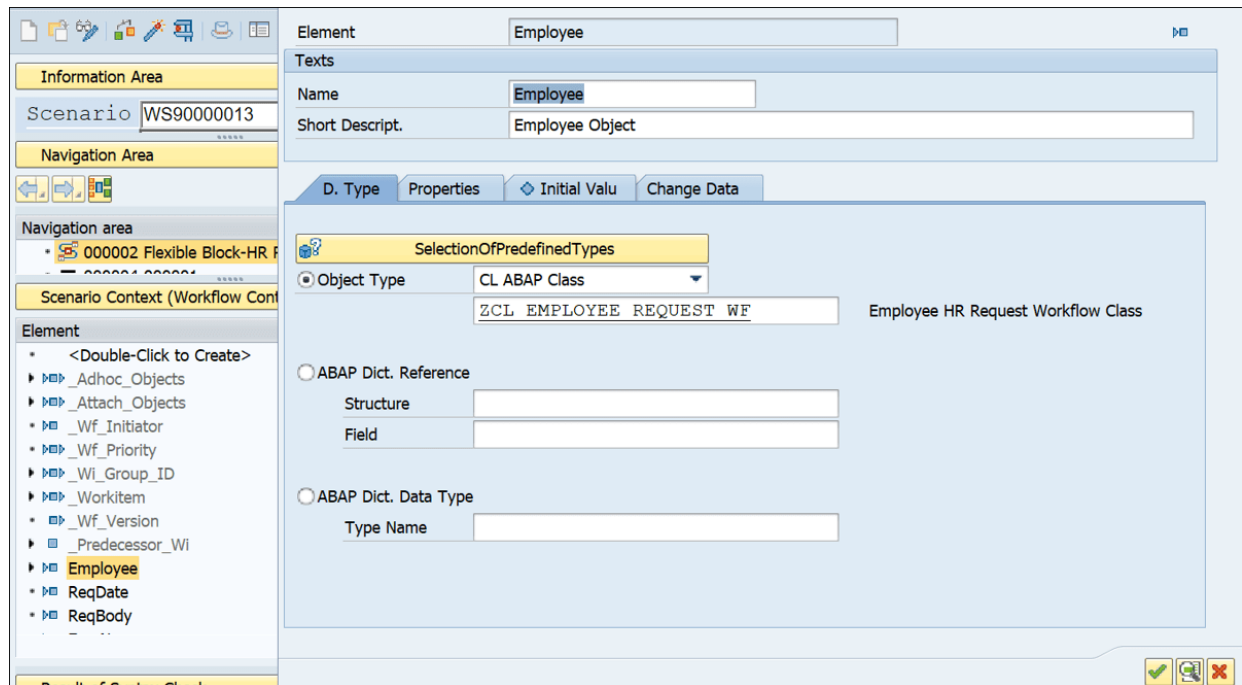 Information Area
Scenario WS90000013
Navigation Area
Navigation area
000002 Flexible Block-HR
Scenario Context (Workflow Cont
Element
<Double-Click to Create>
_Adhoc_Objects
_Attach_Objects
_Wf_Initiator
_Wf_Priority
_Wi_Group_ID
_Workitem
_Wf_Version
_Predecessor_Wi
Employee
ReqDate
ReqBody
Element Employee
Texts
Name Employee
Short Descript. Employee Object
D. Type Properties Initial Valu Change Data
SelectionOfPredefinedTypes
Object Type CL ABAP Class
ZCL_EMPLOYEE_REQUEST_WF Employee HR Request Workflow Class
ABAP Dict. Reference
Structure
Field
ABAP Dict. Data Type
Type Name